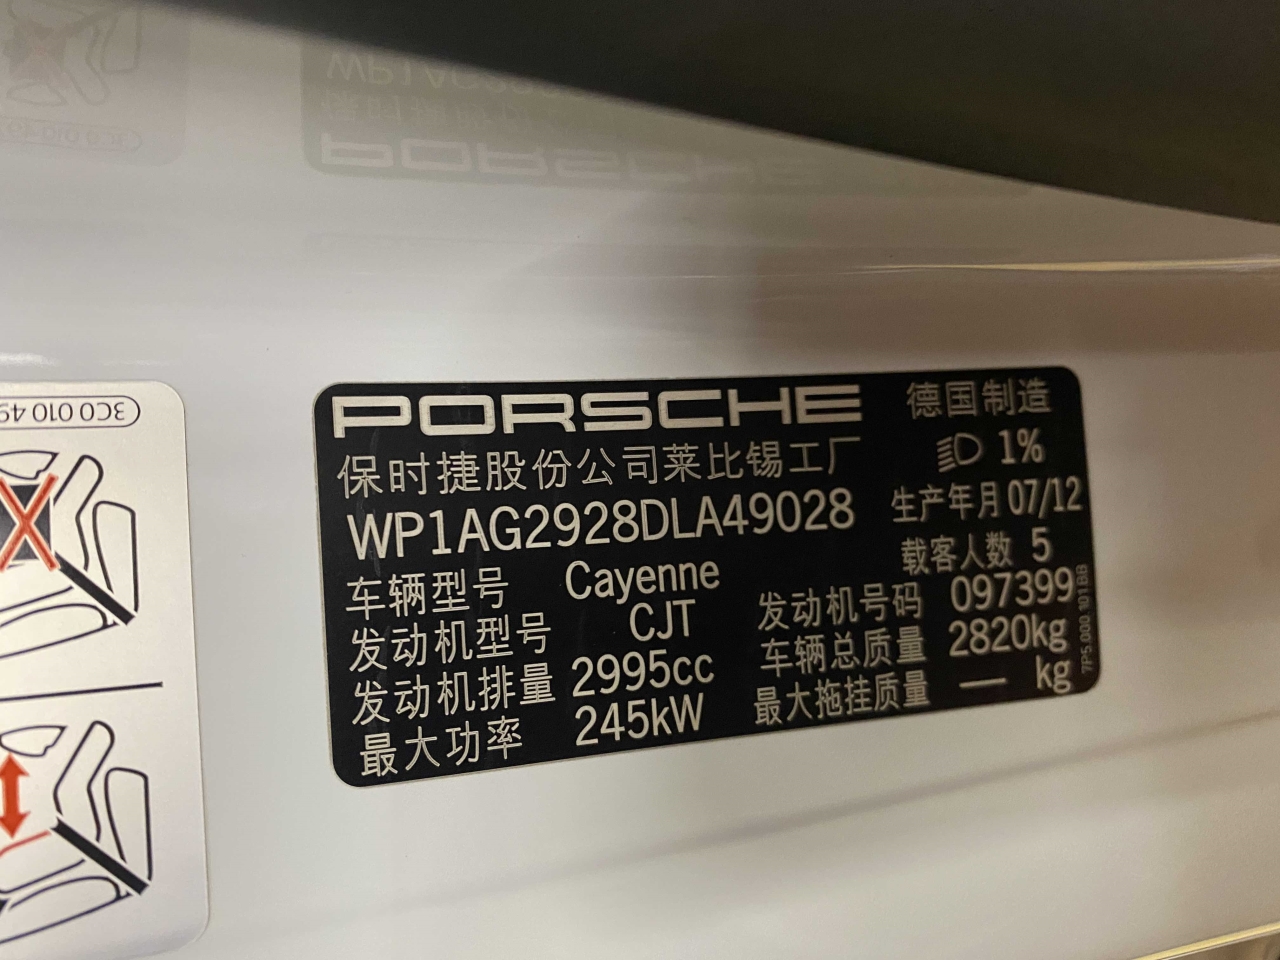 PORSCHE
德国制造
保时捷股份公司莱比锡工厂
1%
WP1AG2928DLA49028
生产年月 07/12
载客人数 5
车辆型号 Cayenne
发动机号码 097399
发动机型号 CJT
车辆总质量 2820kg
发动机排量 2995cc
最大拖挂质量 — kg
最大功率 245kW
7P5.000.101.BB
3C0 010 49